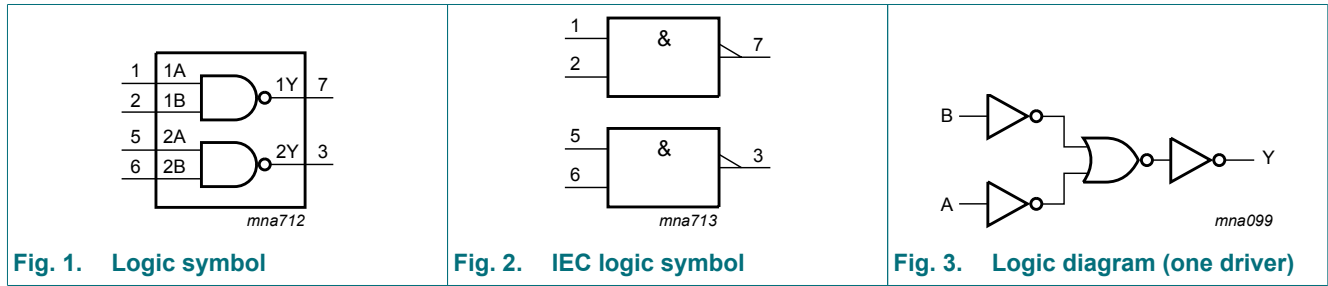 1 1A 1Y 7
2 1B
5 2A 2Y 3
6 2B
mna712
Fig. 1. Logic symbol
1 & 7
2
5 & 3
6
mna713
Fig. 2. IEC logic symbol
B
Y
A
mna099
Fig. 3. Logic diagram (one driver)